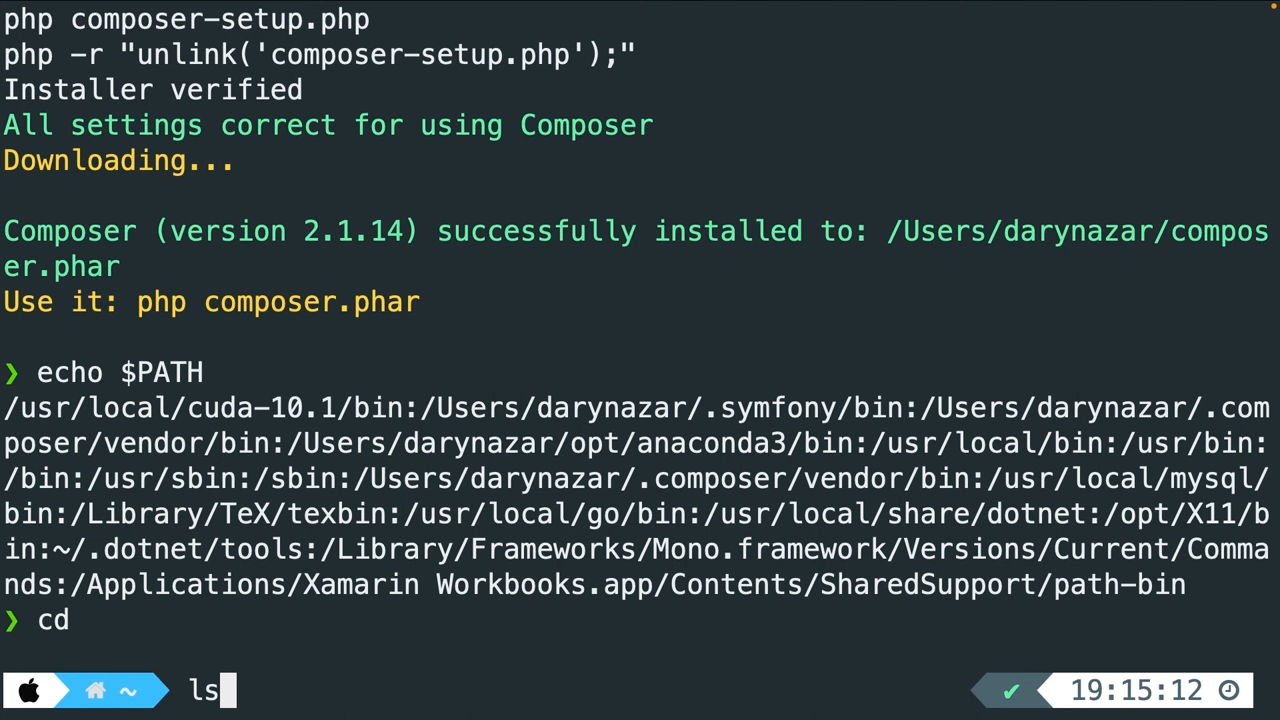 php composer-setup.php
php -r "unlink('composer-setup.php');"
Installer verified
All settings correct for using Composer
Downloading...
Composer (version 2.1.14) successfully installed to: /Users/darynazar/compos
er.phar
Use it: php composer.phar
❯ echo $PATH
/usr/local/cuda-10.1/bin:/Users/darynazar/.symfony/bin:/Users/darynazar/.com
poser/vendor/bin:/Users/darynazar/opt/anaconda3/bin:/usr/local/bin:/usr/bin:
/bin:/usr/sbin:/sbin:/Users/darynazar/.composer/vendor/bin:/usr/local/mysql/
bin:/Library/TeX/texbin:/usr/local/go/bin:/usr/local/share/dotnet:/opt/X11/b
in:~/.dotnet/tools:/Library/Frameworks/Mono.framework/Versions/Current/Comma
nds:/Applications/Xamarin Workbooks.app/Contents/SharedSupport/path-bin
❯ cd
~ ls ✔ 19:15:12